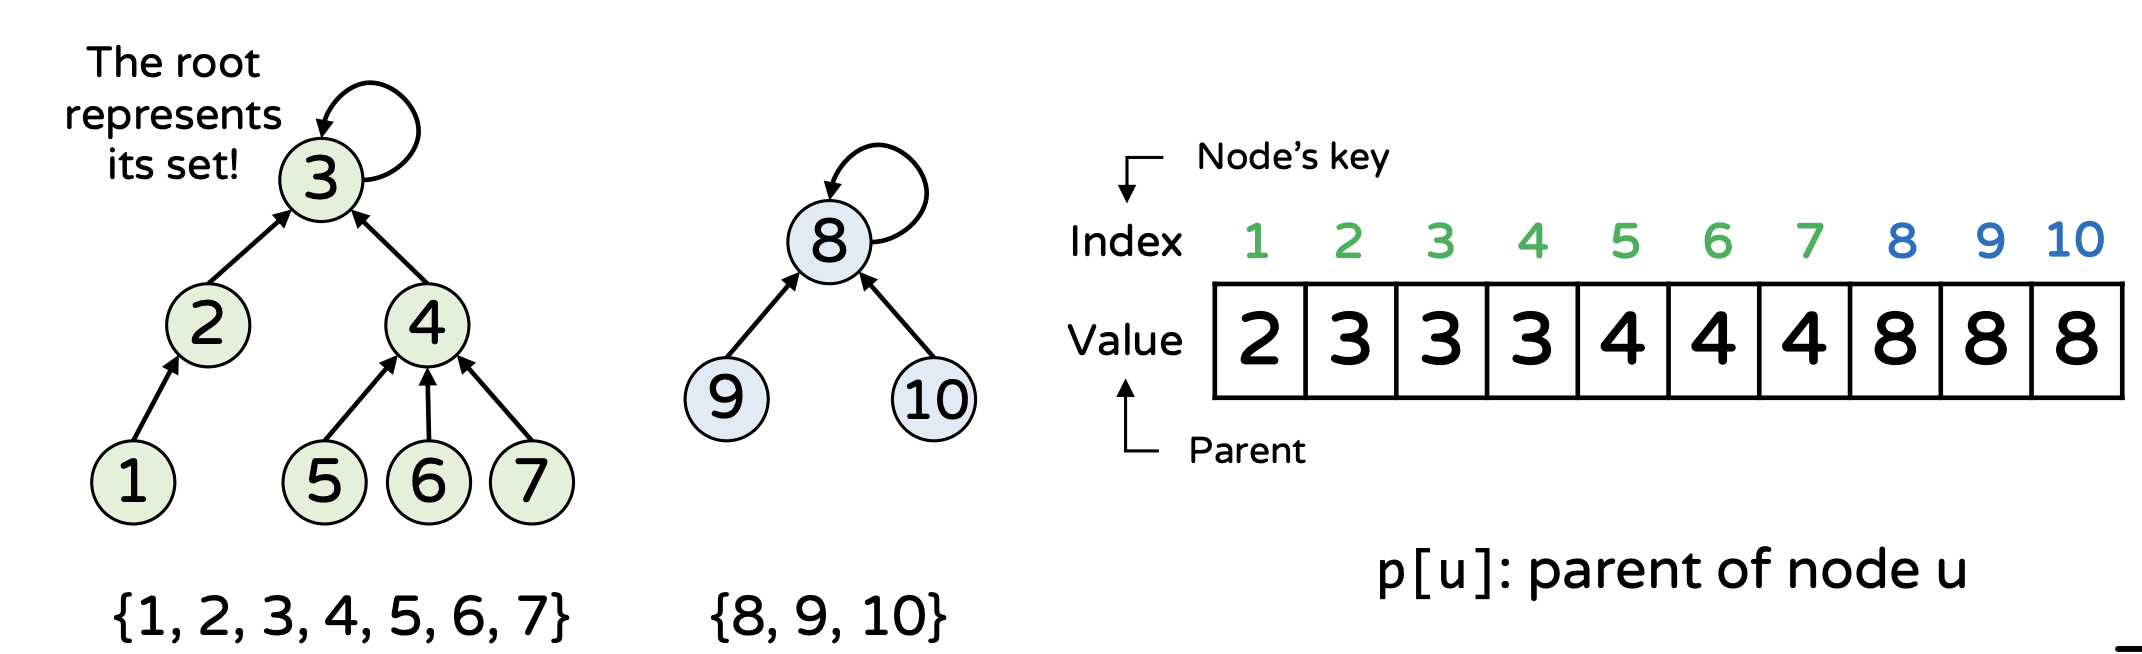 The root
represents
its set!
3
2
4
1
5
6
7
{1, 2, 3, 4, 5, 6, 7}
8
9
10
{8, 9, 10}
Node's key
Index 1 2 3 4 5 6 7 8 9 10
Value 2 3 3 3 4 4 4 8 8 8
Parent
p[u]: parent of node u